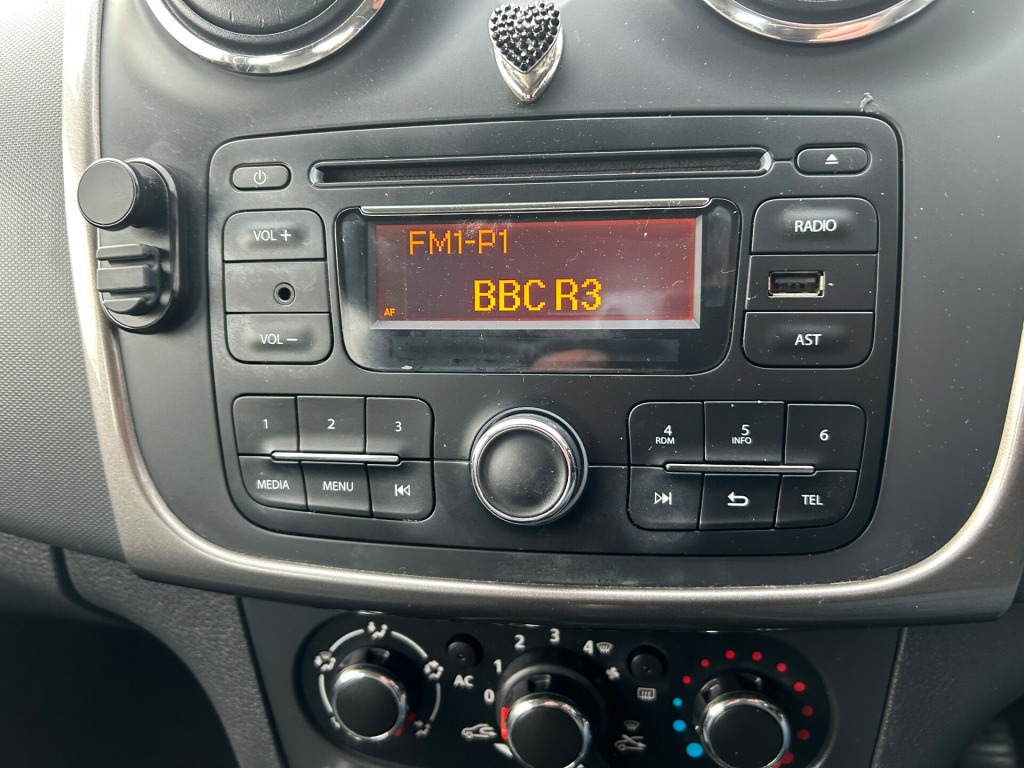 VOL +
VOL −
FM1-P1
BBC R3
AF
RADIO
AST
1 2 3
MEDIA MENU
4 RDM
5 INFO
6
TEL
AC
0 1 2 3 4